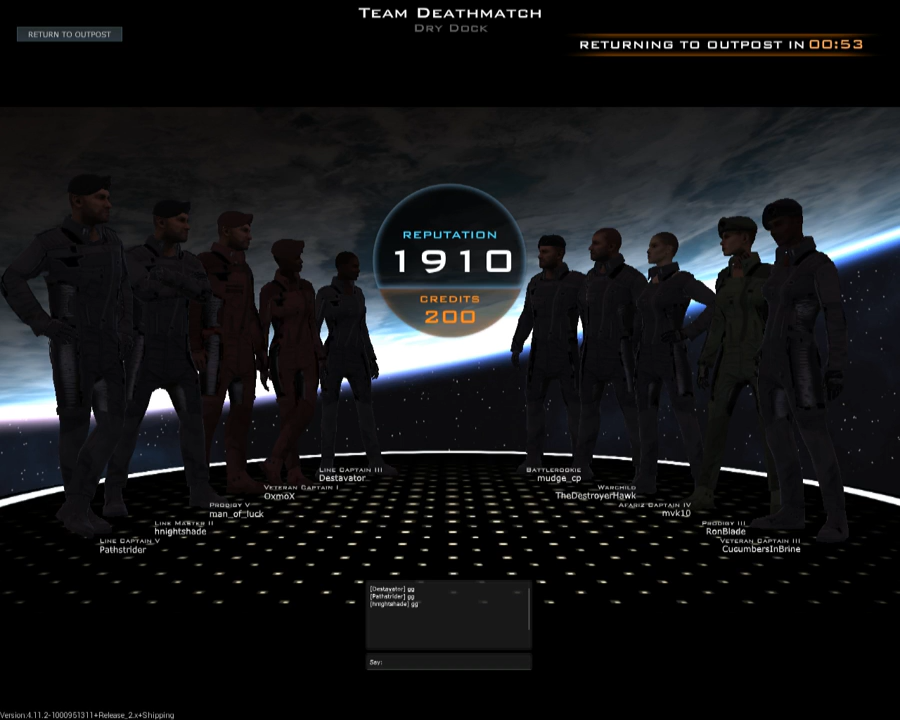 TEAM DEATHMATCH
DRY DOCK
RETURN TO OUTPOST
RETURNING TO OUTPOST IN 00:53
REPUTATION
1910
CREDITS
200
LINE CAPTAIN III
Destavator
VETERAN CAPTAIN I
OxmoX
PRODIGY V
man_of_luck
LINE MASTER II
hnightshade
LINE CAPTAIN V
Pathstrider
BATTLEROOKIE
mudge_cp
WARCHILD
TheDestroyerHawk
CAPTAIN IV
mvk10
PRODIGY III
RonBlade
VETERAN CAPTAIN III
CucumbersInBrine
[Destavator] gg
[Pathstrider] gg
[hnightshade] gg
Say:
Version:4.11.2-1000951311+Release_2.x+Shipping